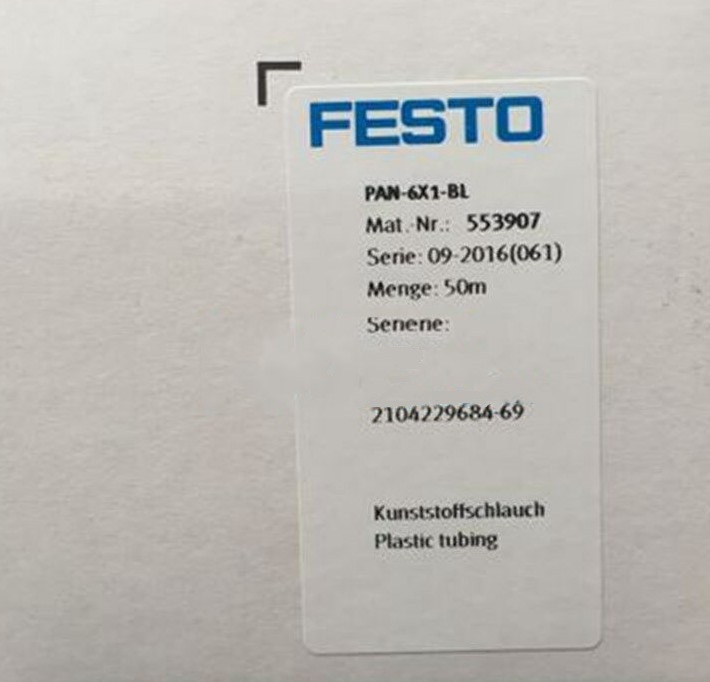 FESTO
PAN-6X1-BL
Mat.-Nr.: 553907
Serie: 09-2016(061)
Menge: 50m
Senene:
2104229684-69
Kunststoffschlauch
Plastic tubing